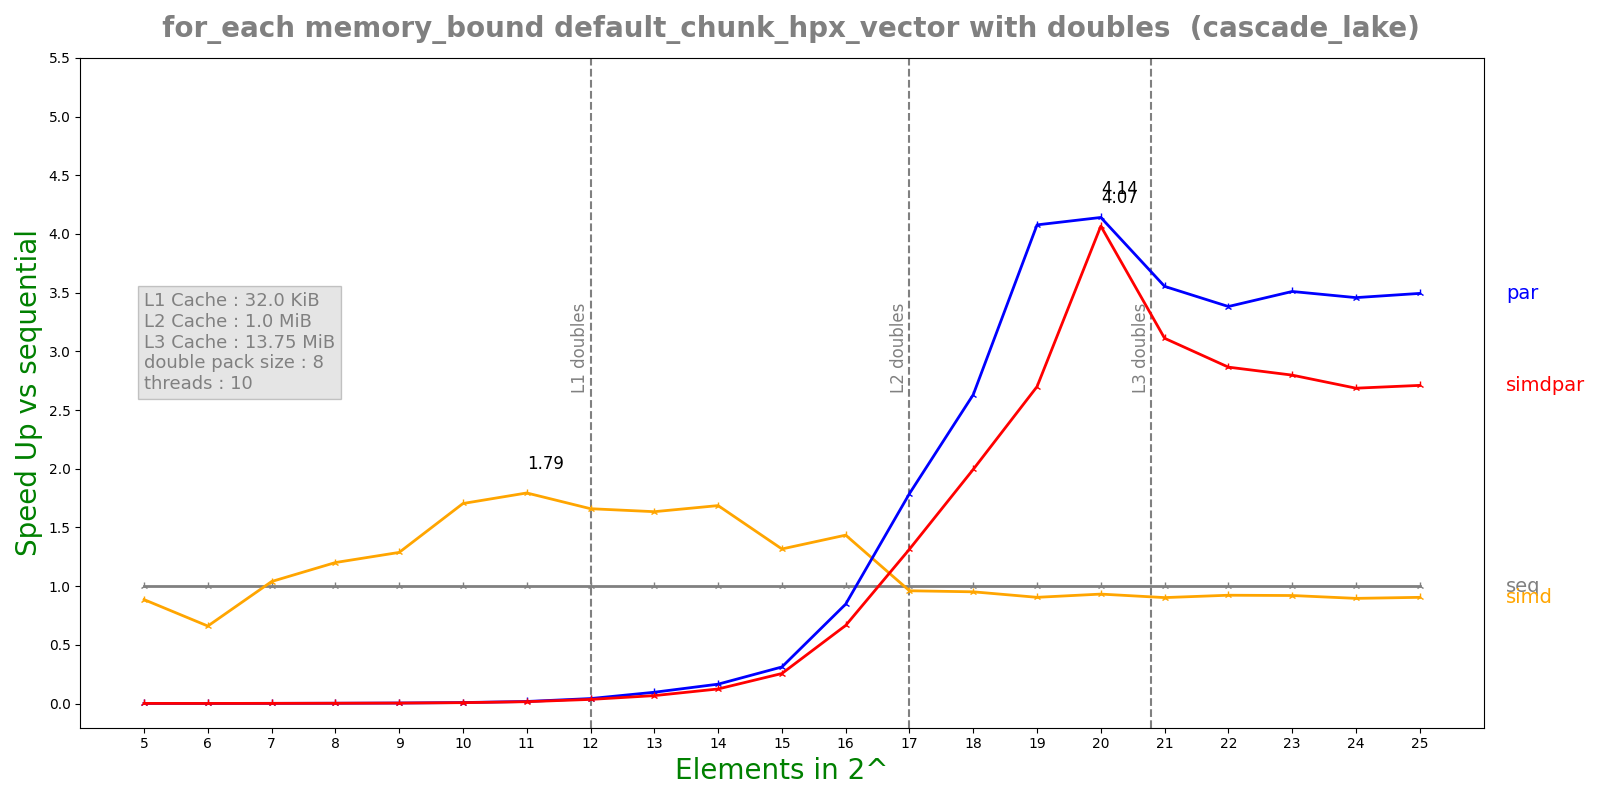 for_each memory_bound default_chunk_hpx_vector with doubles  (cascade_lake)
Speed Up vs sequential
5.5
5.0
4.5
4.0
3.5
3.0
2.5
2.0
1.5
1.0
0.5
0.0
L1 Cache : 32.0 KiB
L2 Cache : 1.0 MiB
L3 Cache : 13.75 MiB
double pack size : 8
threads : 10
L1 doubles
L2 doubles
L3 doubles
1.79
4.14
4.07
par
simdpar
seq
simd
5 6 7 8 9 10 11 12 13 14 15 16 17 18 19 20 21 22 23 24 25
Elements in 2^